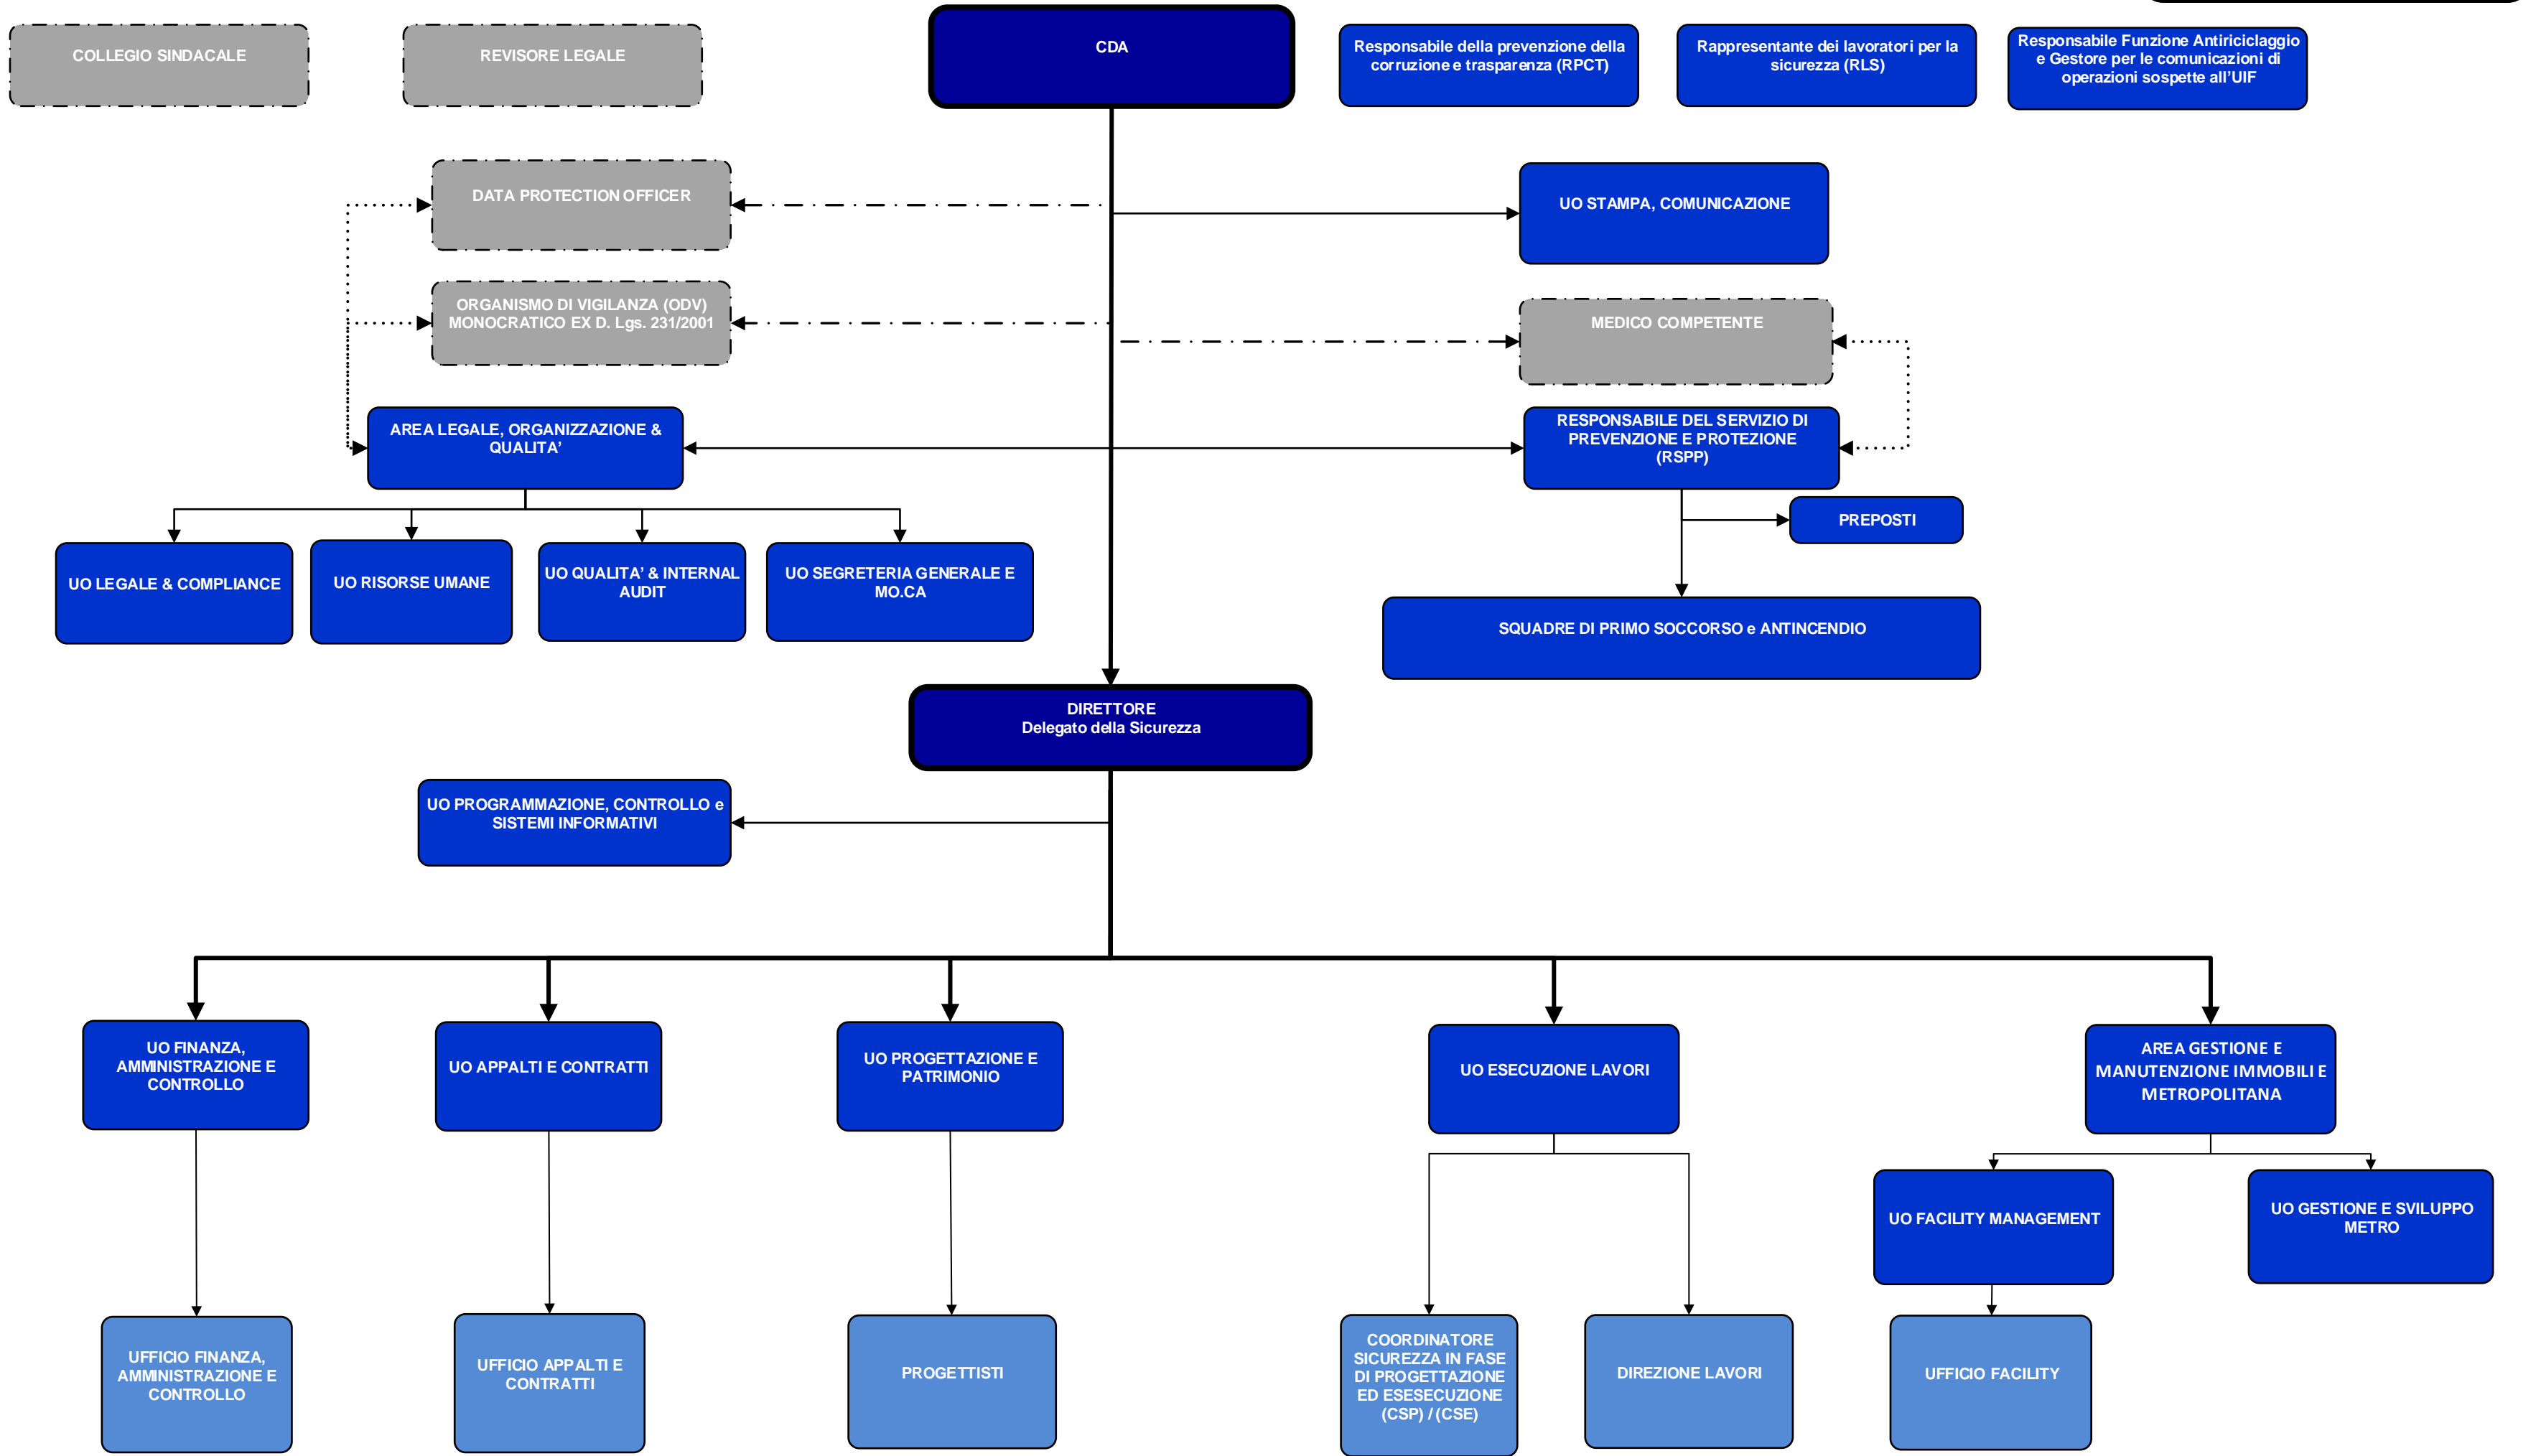 COLLEGIO SINDACALE
REVISORE LEGALE
CDA
Responsabile della prevenzione della
corruzione e trasparenza (RPCT)
Rappresentante dei lavoratori per la
sicurezza (RLS)
Responsabile Funzione Antiriciclaggio
e Gestore per le comunicazioni di
operazioni sospette all'UIF
DATA PROTECTION OFFICER
UO STAMPA, COMUNICAZIONE
ORGANISMO DI VIGILANZA (ODV)
MONOCRATICO EX D. Lgs. 231/2001
MEDICO COMPETENTE
AREA LEGALE, ORGANIZZAZIONE &
QUALITA'
RESPONSABILE DEL SERVIZIO DI
PREVENZIONE E PROTEZIONE
(RSPP)
PREPOSTI
UO LEGALE & COMPLIANCE
UO RISORSE UMANE
UO QUALITA' & INTERNAL
AUDIT
UO SEGRETERIA GENERALE E
MO.CA
SQUADRE DI PRIMO SOCCORSO e ANTINCENDIO
DIRETTORE
Delegato della Sicurezza
UO PROGRAMMAZIONE, CONTROLLO e
SISTEMI INFORMATIVI
UO FINANZA,
AMMINISTRAZIONE E
CONTROLLO
UO APPALTI E CONTRATTI
UO PROGETTAZIONE E
PATRIMONIO
UO ESECUZIONE LAVORI
AREA GESTIONE E
MANUTENZIONE IMMOBILI E
METROPOLITANA
UO FACILITY MANAGEMENT
UO GESTIONE E SVILUPPO
METRO
UFFICIO FINANZA,
AMMINISTRAZIONE E
CONTROLLO
UFFICIO APPALTI E
CONTRATTI
PROGETTISTI
COORDINATORE
SICUREZZA IN FASE
DI PROGETTAZIONE
ED ESESECUZIONE
(CSP) / (CSE)
DIREZIONE LAVORI
UFFICIO FACILITY